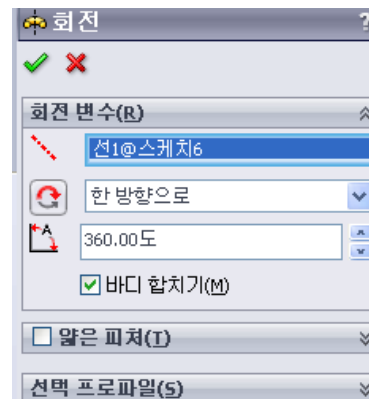 회전 ?
회전 변수(R)
선1@스케치6
한 방향으로
A
360.00도
바디 합치기(M)
얇은 피처(T)
선택 프로파일(S)